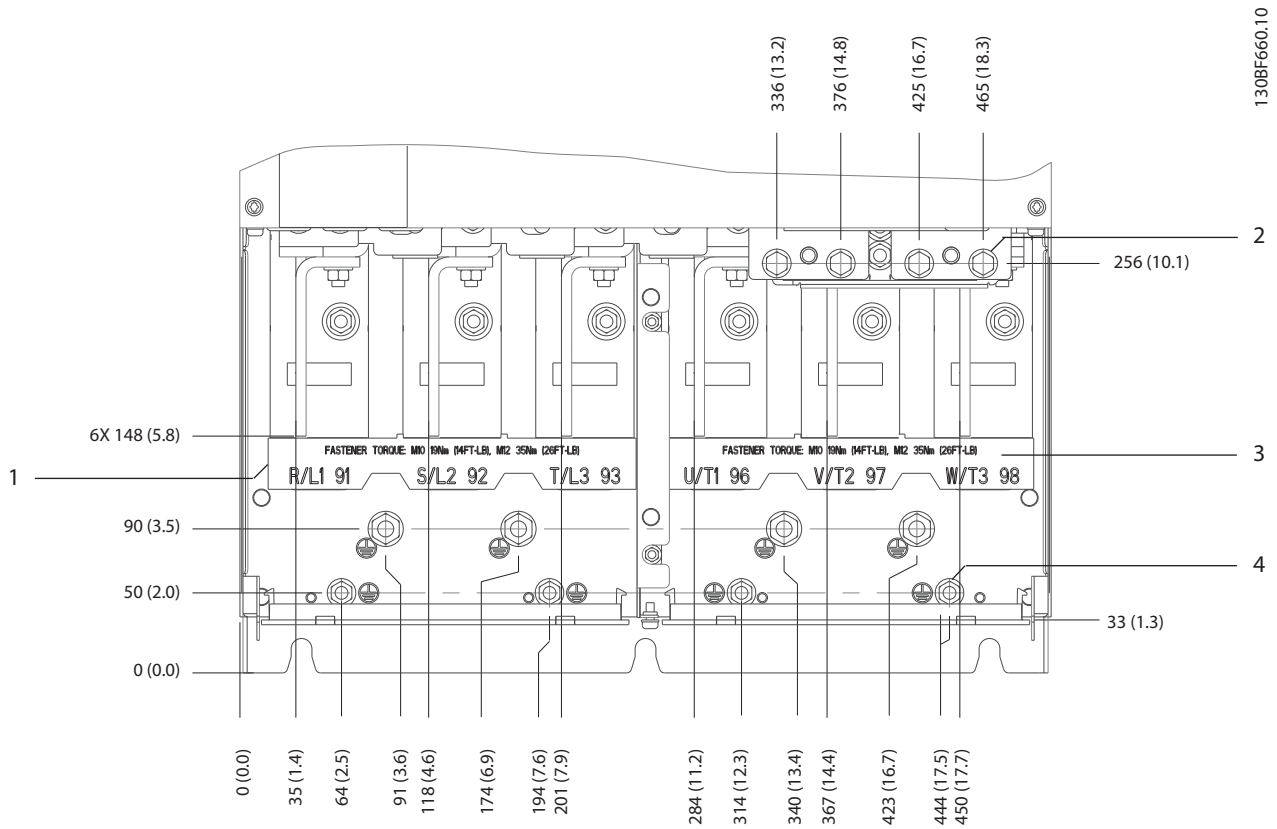 130BF660.10
336 (13.2)
376 (14.8)
425 (16.7)
465 (18.3)
2
256 (10.1)
6X 148 (5.8)
FASTENER TORQUE: M10 19Nm (14FT-LB), M12 35Nm (26FT-LB)
FASTENER TORQUE: M10 19Nm (14FT-LB), M12 35Nm (26FT-LB)
3
1
R/L1 91
S/L2 92
T/L3 93
U/T1 96
V/T2 97
W/T3 98
90 (3.5)
50 (2.0)
4
33 (1.3)
0 (0.0)
0 (0.0)
35 (1.4)
64 (2.5)
91 (3.6)
118 (4.6)
174 (6.9)
194 (7.6)
201 (7.9)
284 (11.2)
314 (12.3)
340 (13.4)
367 (14.4)
423 (16.7)
444 (17.5)
450 (17.7)